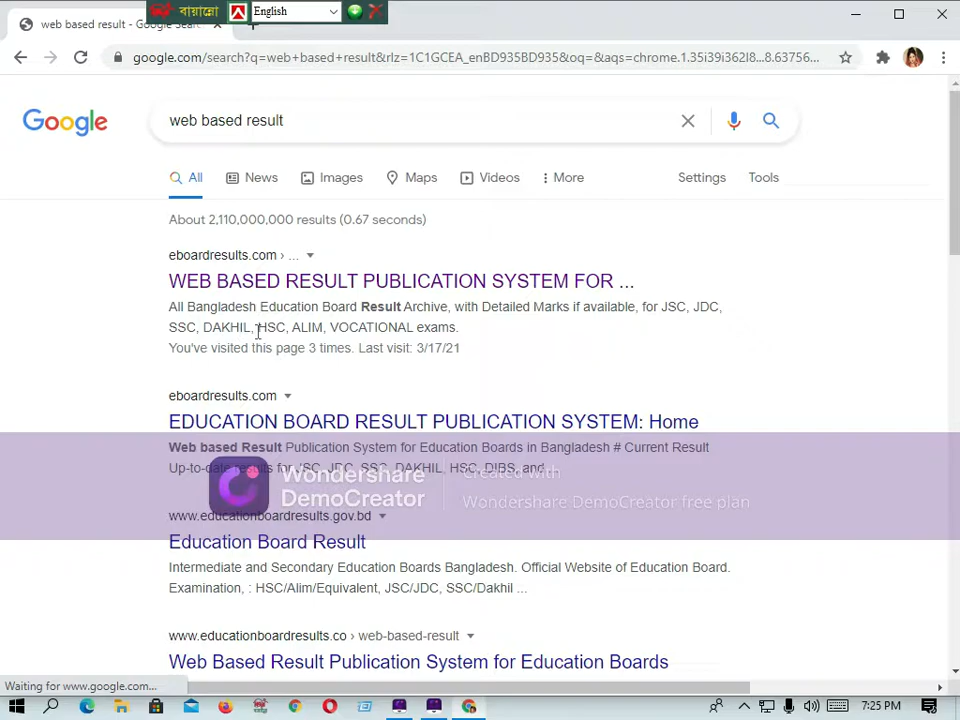 web based result - Google Sear
বায়ান্নো
English
google.com/search?q=web+based+result&rlz=1C1GCEA_enBD935BD935&oq=&aqs=chrome.1.35i39i362l2...8.63756...
Google
web based result
All News Images Maps Videos More Settings Tools
About 2,110,000,000 results (0.67 seconds)
eboardresults.com › ...
WEB BASED RESULT PUBLICATION SYSTEM FOR ...
All Bangladesh Education Board Result Archive, with Detailed Marks if available, for JSC, JDC,
SSC, DAKHIL, HSC, ALIM, VOCATIONAL exams.
You've visited this page 3 times. Last visit: 3/17/21
eboardresults.com
EDUCATION BOARD RESULT PUBLICATION SYSTEM: Home
Web based Result Publication System for Education Boards in Bangladesh # Current Result
Up-to-date results for JSC, JDC, SSC, DAKHIL, HSC, DIBS, and
Wondershare
DemoCreator
Created with
Wondershare DemoCreator free plan
www.educationboardresults.gov.bd
Education Board Result
Intermediate and Secondary Education Boards Bangladesh. Official Website of Education Board.
Examination, : HSC/Alim/Equivalent, JSC/JDC, SSC/Dakhil ...
www.educationboardresults.co › web-based-result
Web Based Result Publication System for Education Boards
Waiting for www.google.com...
7:25 PM